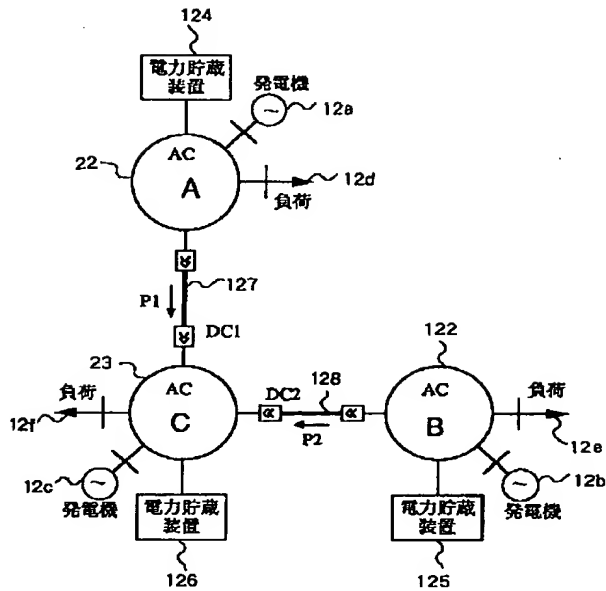 124
電力貯蔵
装置
発電機
~
12a
AC
22
A
12d
負荷
127
P1
DC1
23
122
負荷
AC
DC2
128
AC
負荷
12f
C
P2
B
12e
12c
~
発電機
電力貯蔵
装置
電力貯蔵
装置
~
12b
発電機
126
125